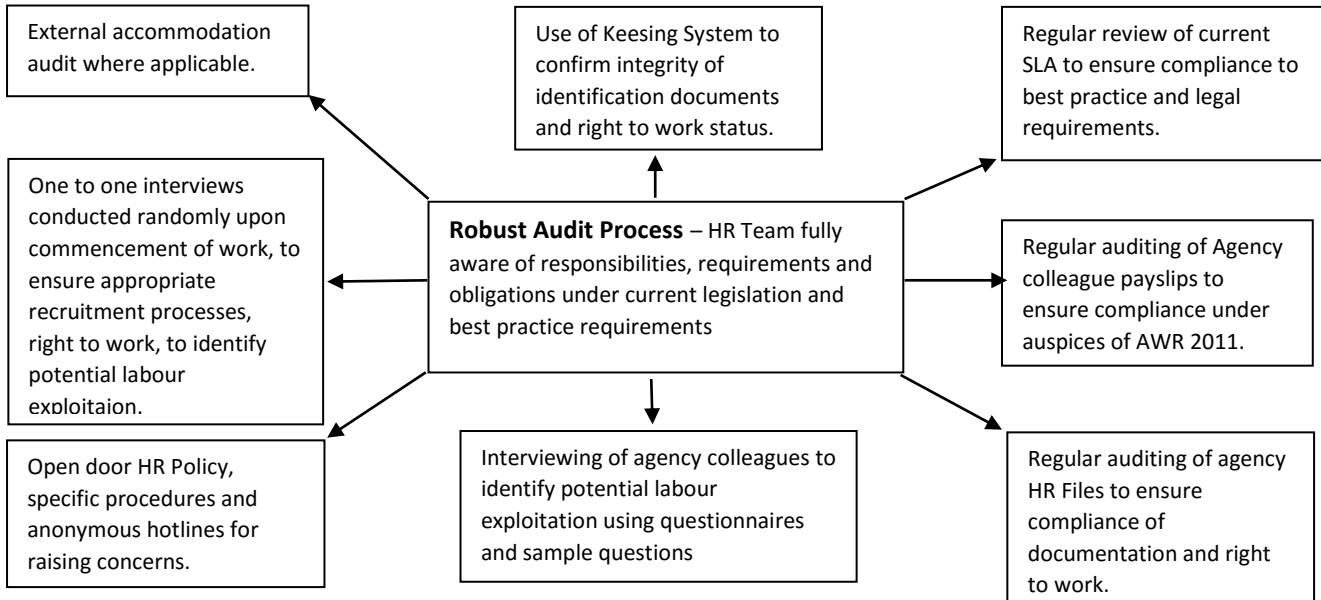 External accommodation
audit where applicable.
Use of Keesing System to
confirm integrity of
identification documents
and right to work status.
Regular review of current
SLA to ensure compliance to
best practice and legal
requirements.
One to one interviews
conducted randomly upon
commencement of work, to
ensure appropriate
recruitment processes,
right to work, to identify
potential labour
exploitaion.
Robust Audit Process – HR Team fully
aware of responsibilities, requirements and
obligations under current legislation and
best practice requirements
Regular auditing of Agency
colleague payslips to
ensure compliance under
auspices of AWR 2011.
Open door HR Policy,
specific procedures and
anonymous hotlines for
raising concerns.
Interviewing of agency colleagues to
identify potential labour
exploitation using questionnaires
and sample questions
Regular auditing of agency
HR Files to ensure
compliance of
documentation and right
to work.